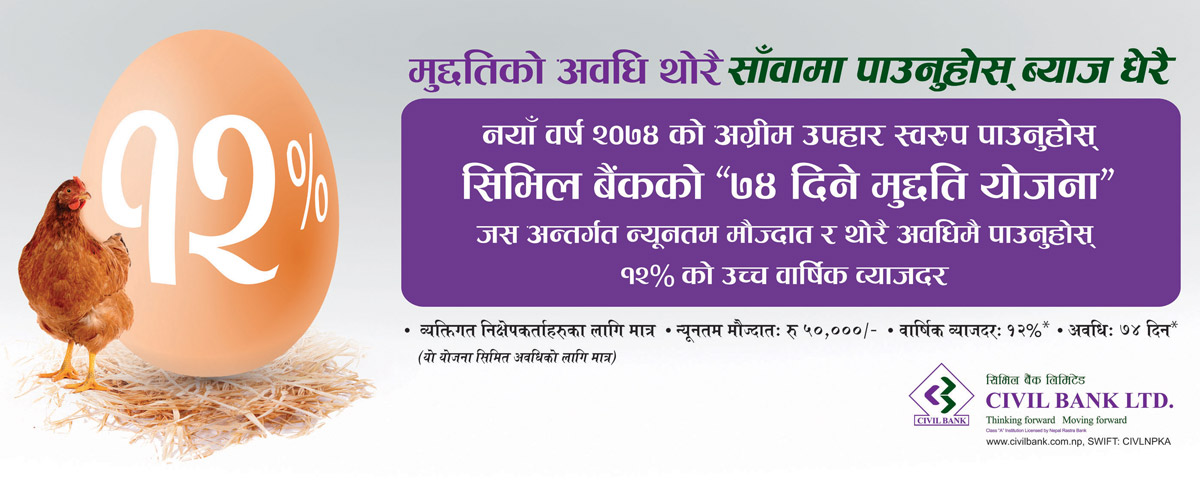 १२%
मुद्दतिको अवधि थोरै साँवामा पाउनुहोस् ब्याज धेरै
नयाँ वर्ष २०७४ को अग्रीम उपहार स्वरुप पाउनुहोस्
सिभिल बैंकको “७४ दिने मुद्दति योजना”
जस अन्तर्गत न्यूनतम मौज्दात र थोरै अवधिमै पाउनुहोस्
१२% को उच्च वार्षिक व्याजदर
• व्यक्तिगत निक्षेपकर्ताहरुका लागि मात्र • न्यूनतम मौज्दातः रु ५०,०००/- • वार्षिक ब्याजदरः १२%* • अवधिः ७४ दिन*
(यो योजना सिमित अवधिको लागि मात्र)
सिभिल बैंक लिमिटेड
CIVIL BANK LTD.
CIVIL BANK
Thinking forward Moving forward
Class "A" Institution Licensed by Nepal Rastra Bank
www.civilbank.com.np, SWIFT: CIVLNPKA